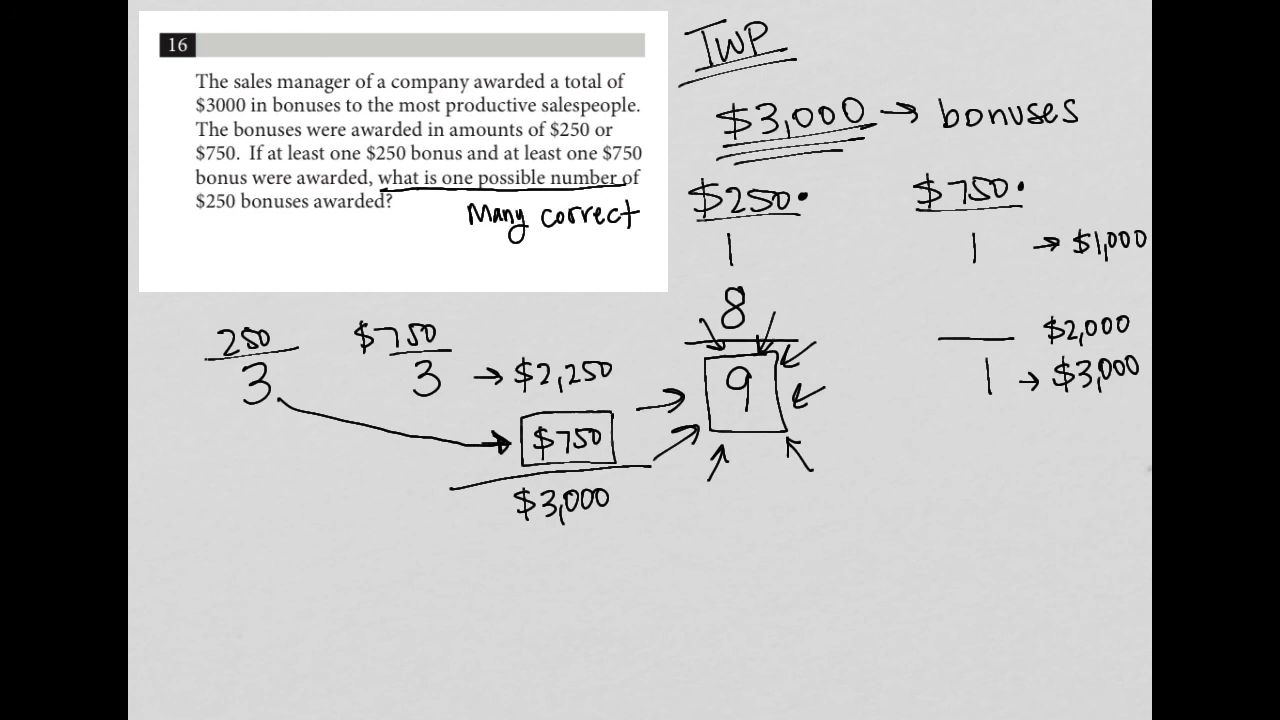 16
The sales manager of a company awarded a total of
$3000 in bonuses to the most productive salespeople.
The bonuses were awarded in amounts of $250 or
$750. If at least one $250 bonus and at least one $750
bonus were awarded, what is one possible number of
$250 bonuses awarded?
Many correct
TWP
$3,000 → bonuses
$250 $750
1 1 → $1,000
8 $2,000
9 1 → $3,000
250 $750
3 3 → $2,250
$750
$3,000